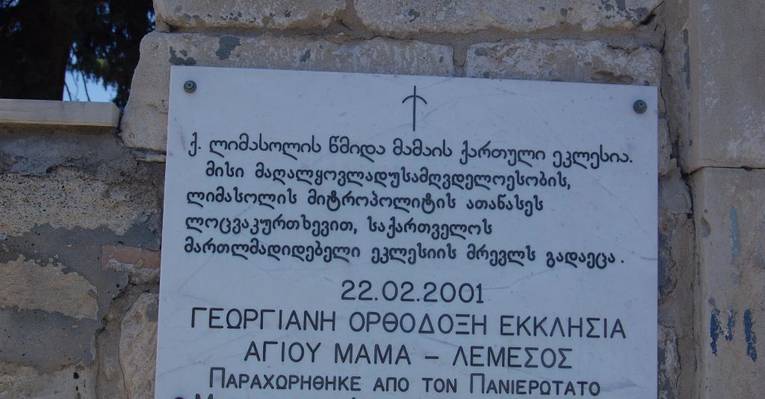 ქ. ლიმასოლის წმიდა მამაის ქართული ეკლესია.
მისი მაღალყოვლადუსამღვდელოესობის,
ლიმასოლის მიტროპოლიტის ათანასეს
ლოცვაკურთხევით, საქართველოს
მართლმადიდებელი ეკლესიის მრევლს გადაეცა.
22.02.2001
ΓΕΩΡΓΙΑΝΗ ΟΡΘΟΔΟΞΗ ΕΚΚΛΗΣΙΑ
ΑΓΙΟΥ ΜΑΜΑ – ΛΕΜΕΣΟΣ
ΠΑΡΑΧΩΡΗΘΗΚΕ ΑΠΟ ΤΟΝ ΠΑΝΙΕΡΩΤΑΤΟ